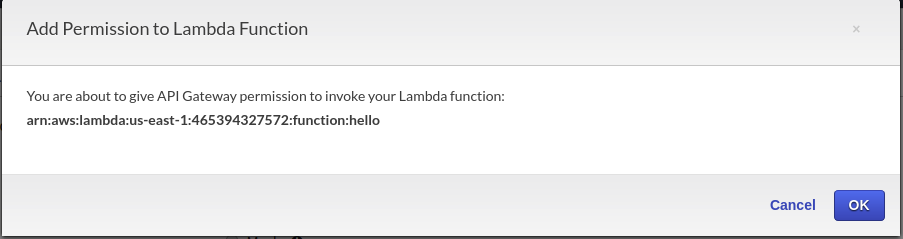 Add Permission to Lambda Function
×
You are about to give API Gateway permission to invoke your Lambda function:
arn:aws:lambda:us-east-1:465394327572:function:hello
Cancel OK